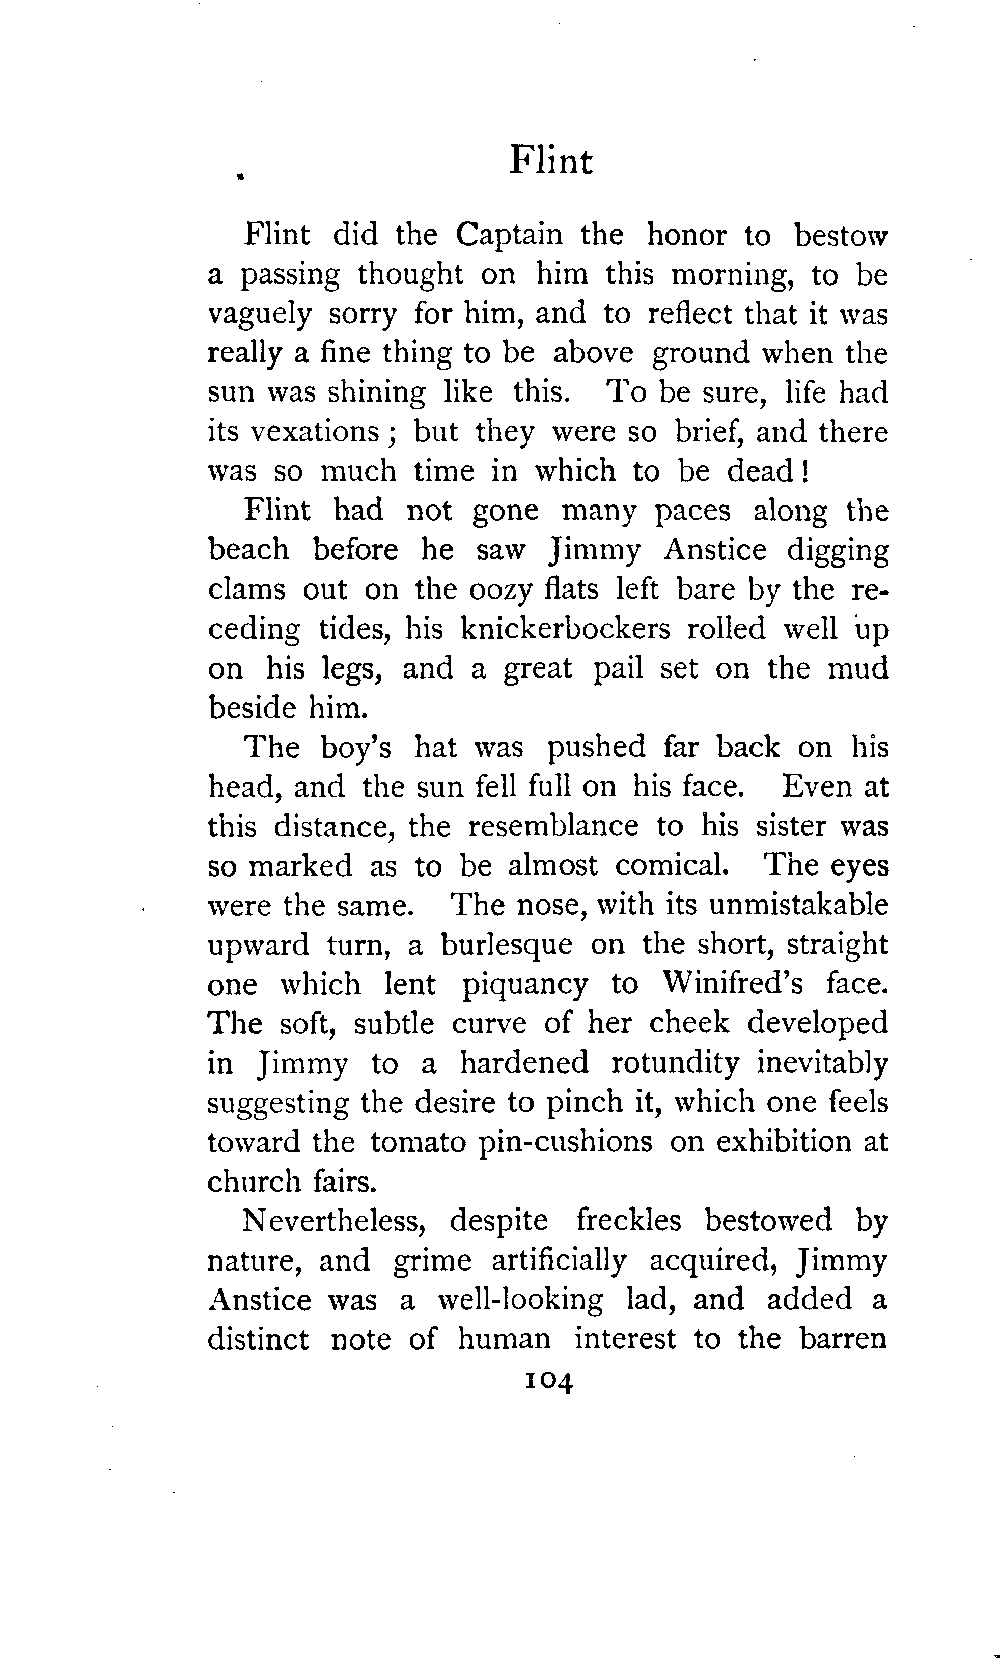 Flint
Flint did the Captain the honor to bestow
a passing thought on him this morning, to be
vaguely sorry for him, and to reflect that it was
really a fine thing to be above ground when the
sun was shining like this. To be sure, life had
its vexations; but they were so brief, and there
was so much time in which to be dead!
Flint had not gone many paces along the
beach before he saw Jimmy Anstice digging
clams out on the oozy flats left bare by the re-
ceding tides, his knickerbockers rolled well up
on his legs, and a great pail set on the mud
beside him.
The boy's hat was pushed far back on his
head, and the sun fell full on his face. Even at
this distance, the resemblance to his sister was
so marked as to be almost comical. The eyes
were the same. The nose, with its unmistakable
upward turn, a burlesque on the short, straight
one which lent piquancy to Winifred's face.
The soft, subtle curve of her cheek developed
in Jimmy to a hardened rotundity inevitably
suggesting the desire to pinch it, which one feels
toward the tomato pin-cushions on exhibition at
church fairs.
Nevertheless, despite freckles bestowed by
nature, and grime artificially acquired, Jimmy
Anstice was a well-looking lad, and added a
distinct note of human interest to the barren
104